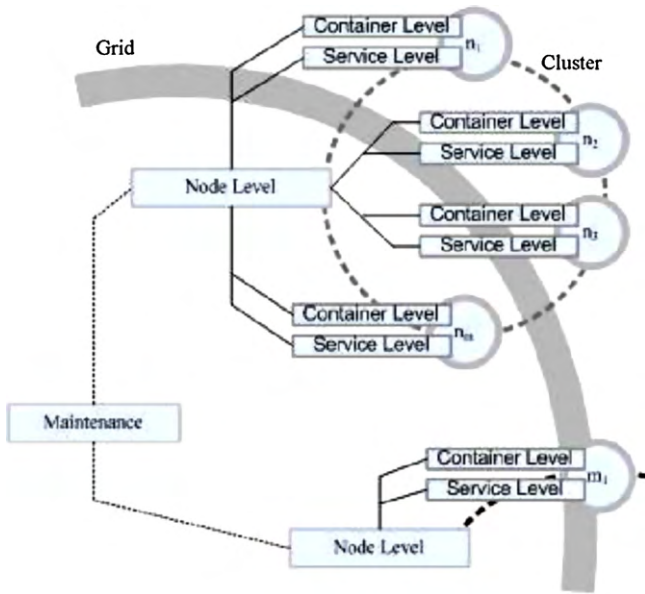 Container Level
n1
Grid
Service Level
Cluster
Container Level
n2
Service Level
Node Level
Container Level
n3
Service Level
Container Level
nm
Service Level
Maintenance
Container Level
m1
Service Level
Node Level